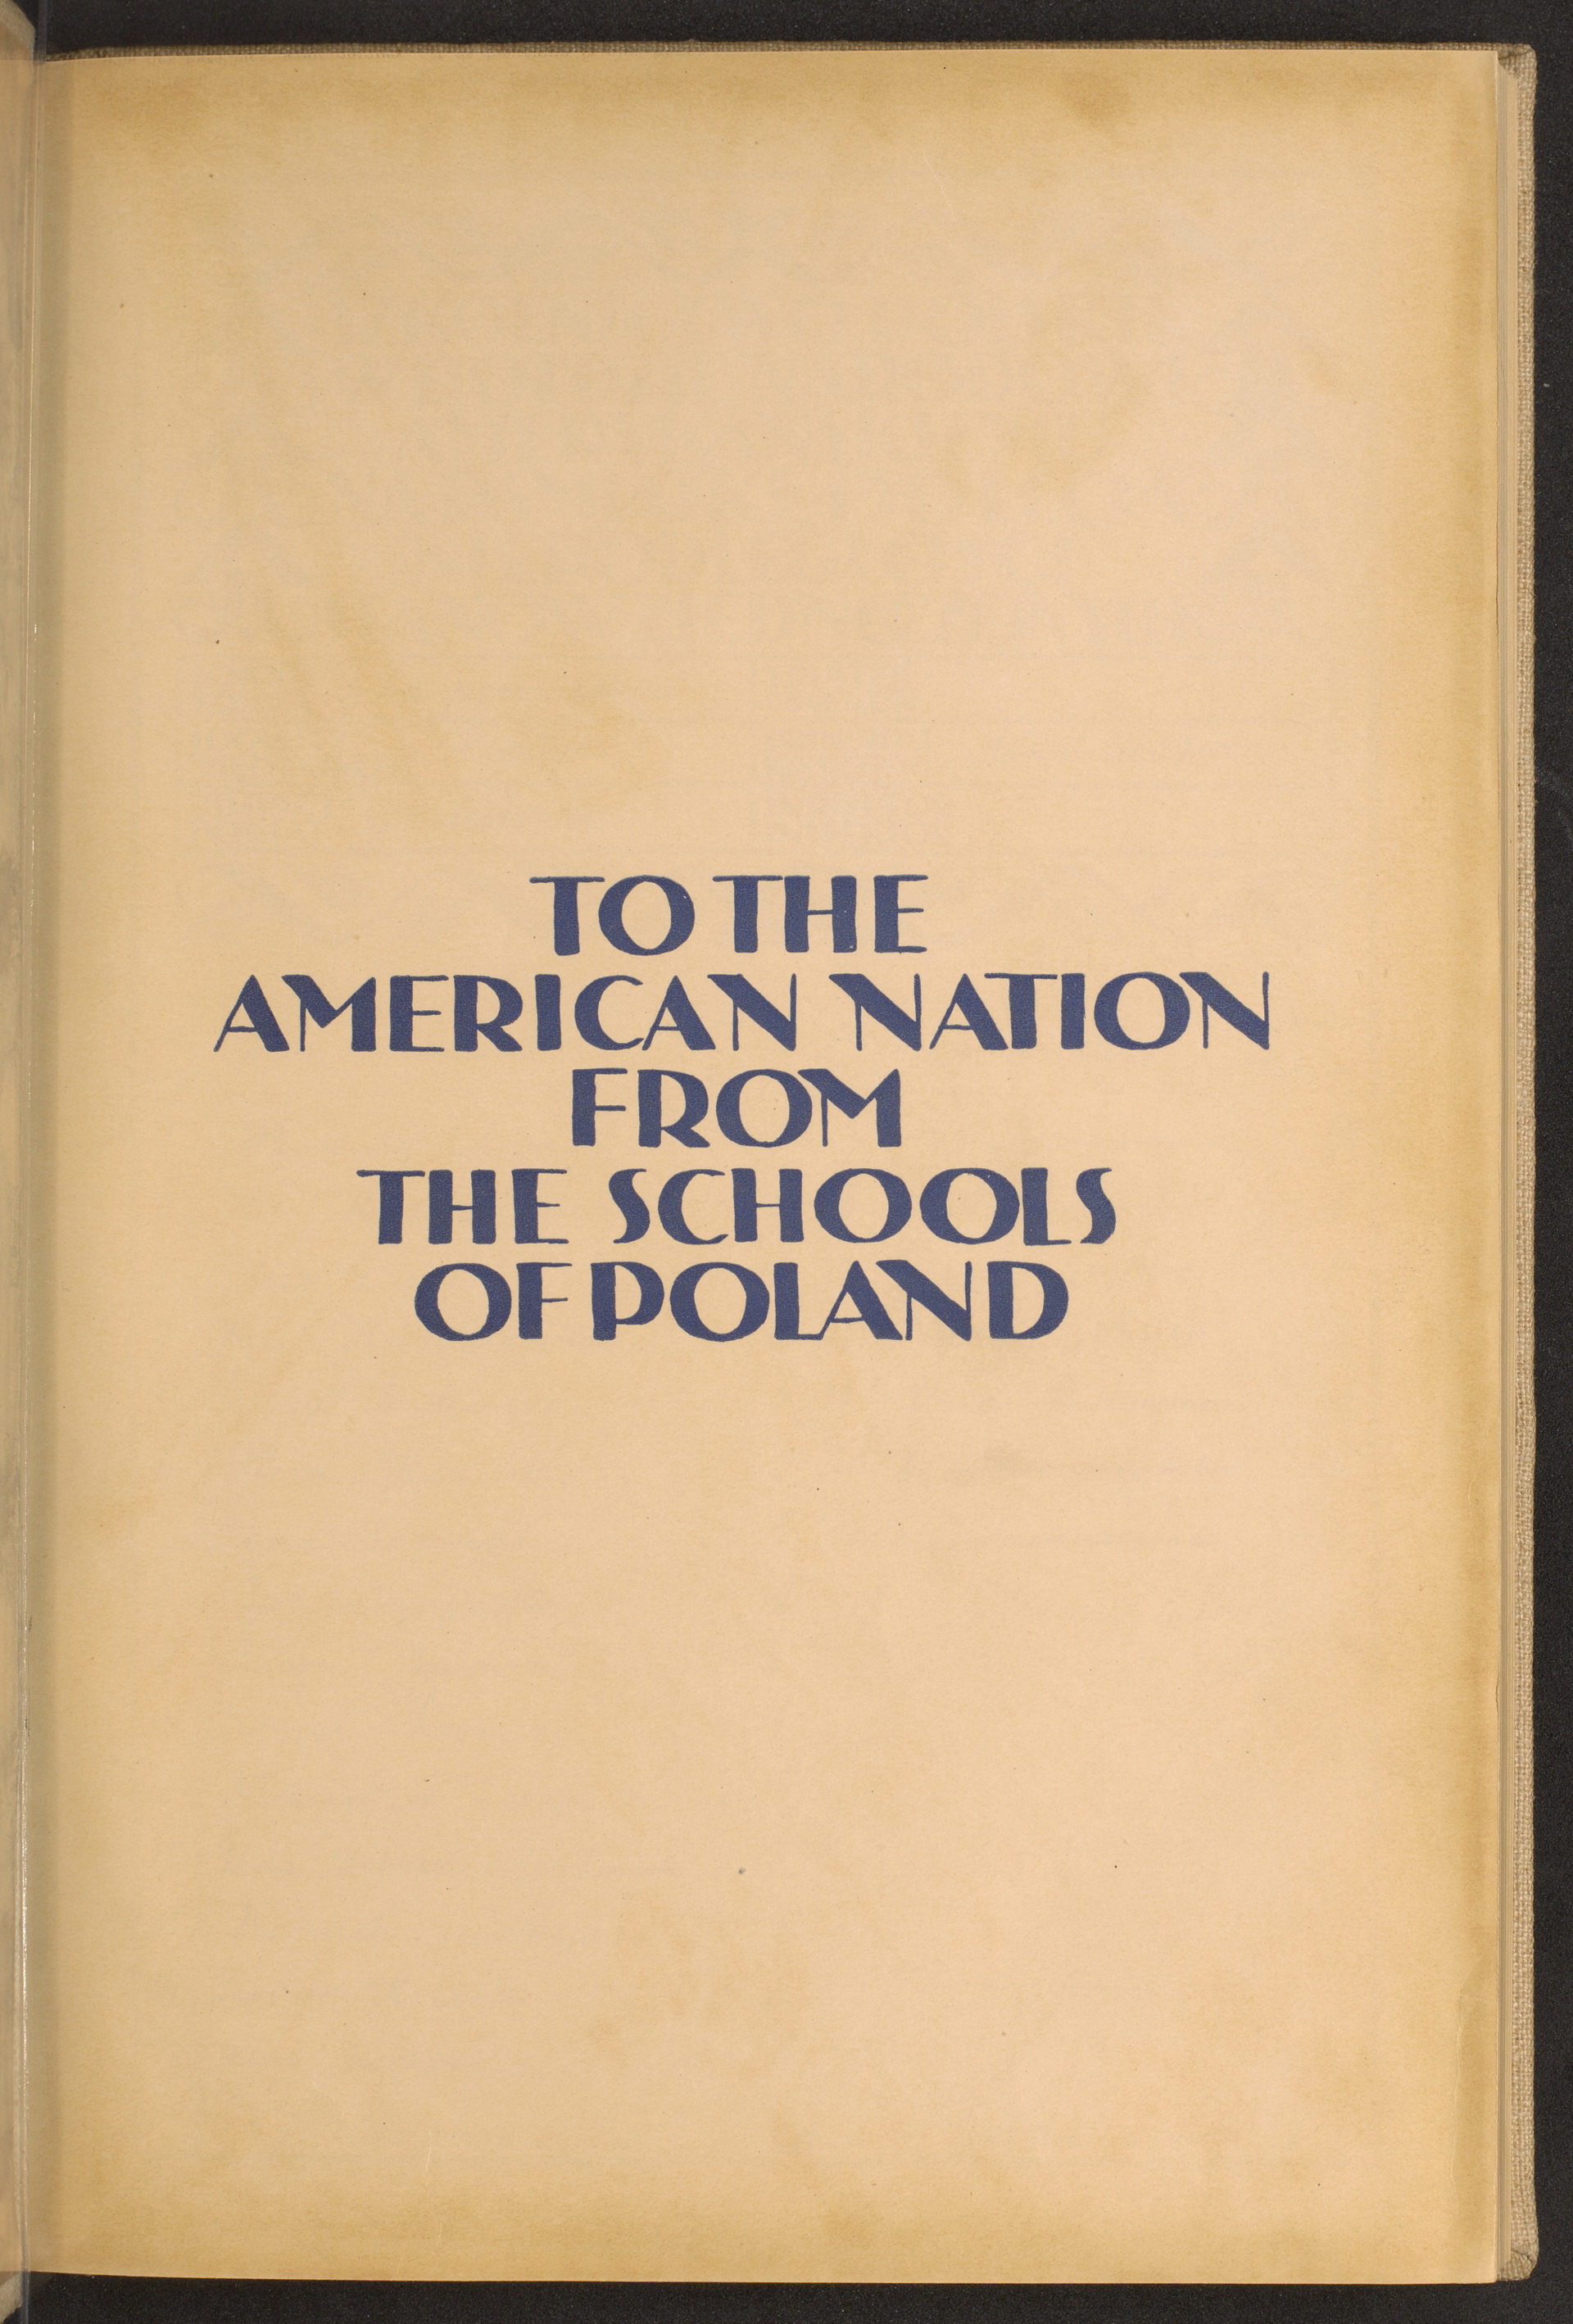 TO THE
AMERICAN NATION
FROM
THE SCHOOLS
OF POLAND